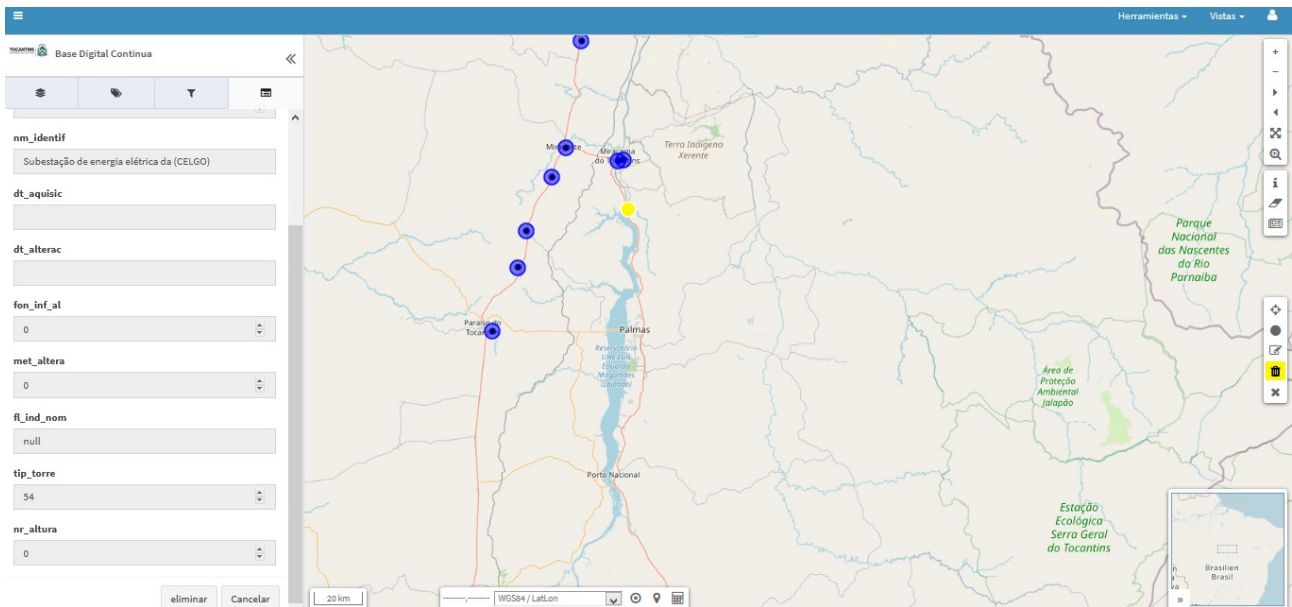 Herramientas
Vistas
TOCANTINS
Base Digital Continua
nm_identif
Subestação de energia elétrica da (CELGO)
dt_aquisic
dt_alterac
fon_inf_al
0
met_altera
0
fl_ind_nom
null
tip_torre
54
nr_altura
0
eliminar
Cancelar
Miracema
Terra Indígena
Xerente
Parque
Nacional
das Nascentes
do Rio
Parnaíba
Paraíso do
Palmas
Reservatório
UHE Luís
Eduardo
Magalhães
(Lajeado)
Área de
Proteção
Ambiental
Jalapão
Porto Nacional
Estação
Ecológica
Serra Geral
do Tocantins
20 km
--------,--------
WGS84 / LatLon
Brasilien
Brasil
»